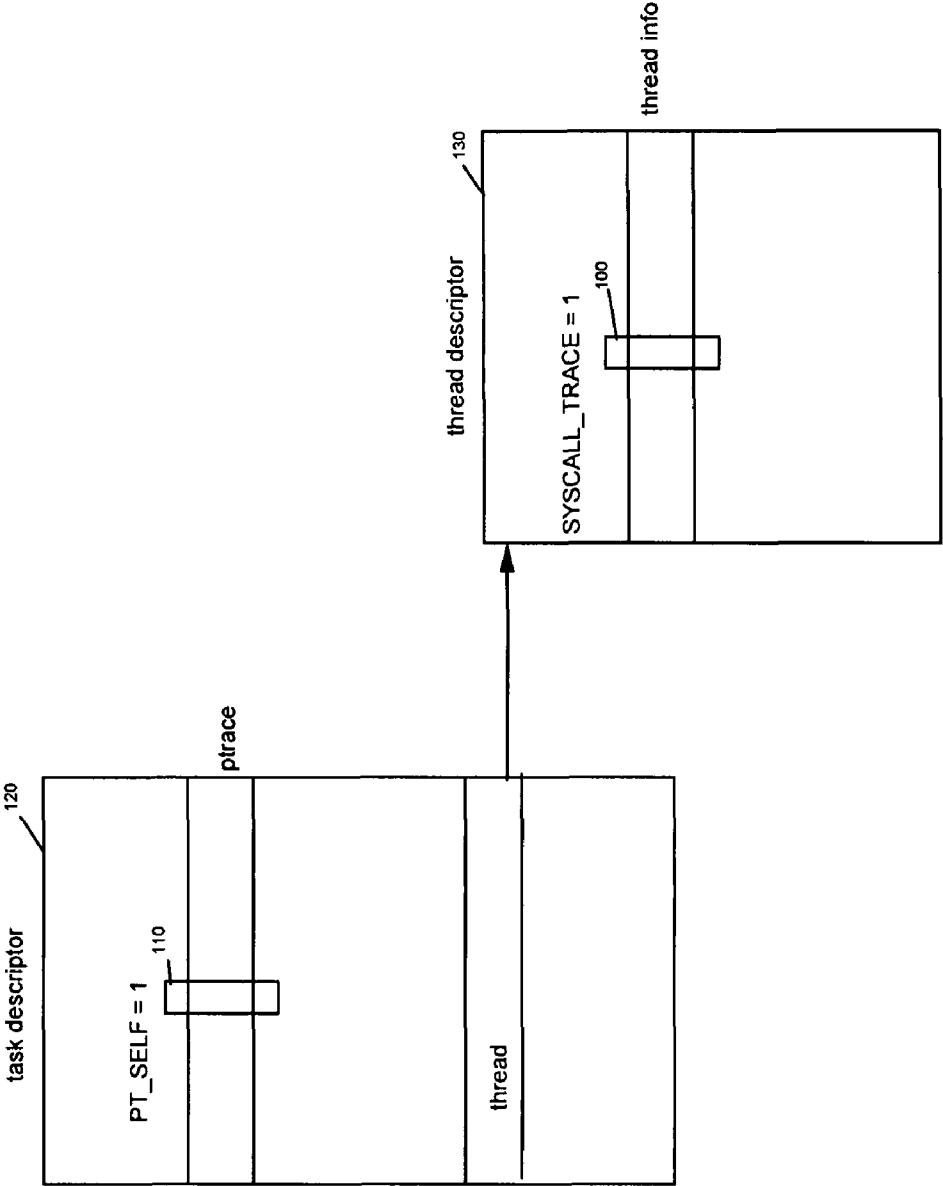 task descriptor
120
PT_SELF = 1
110
ptrace
thread
thread descriptor
130
SYSCALL_TRACE = 1
100
thread info